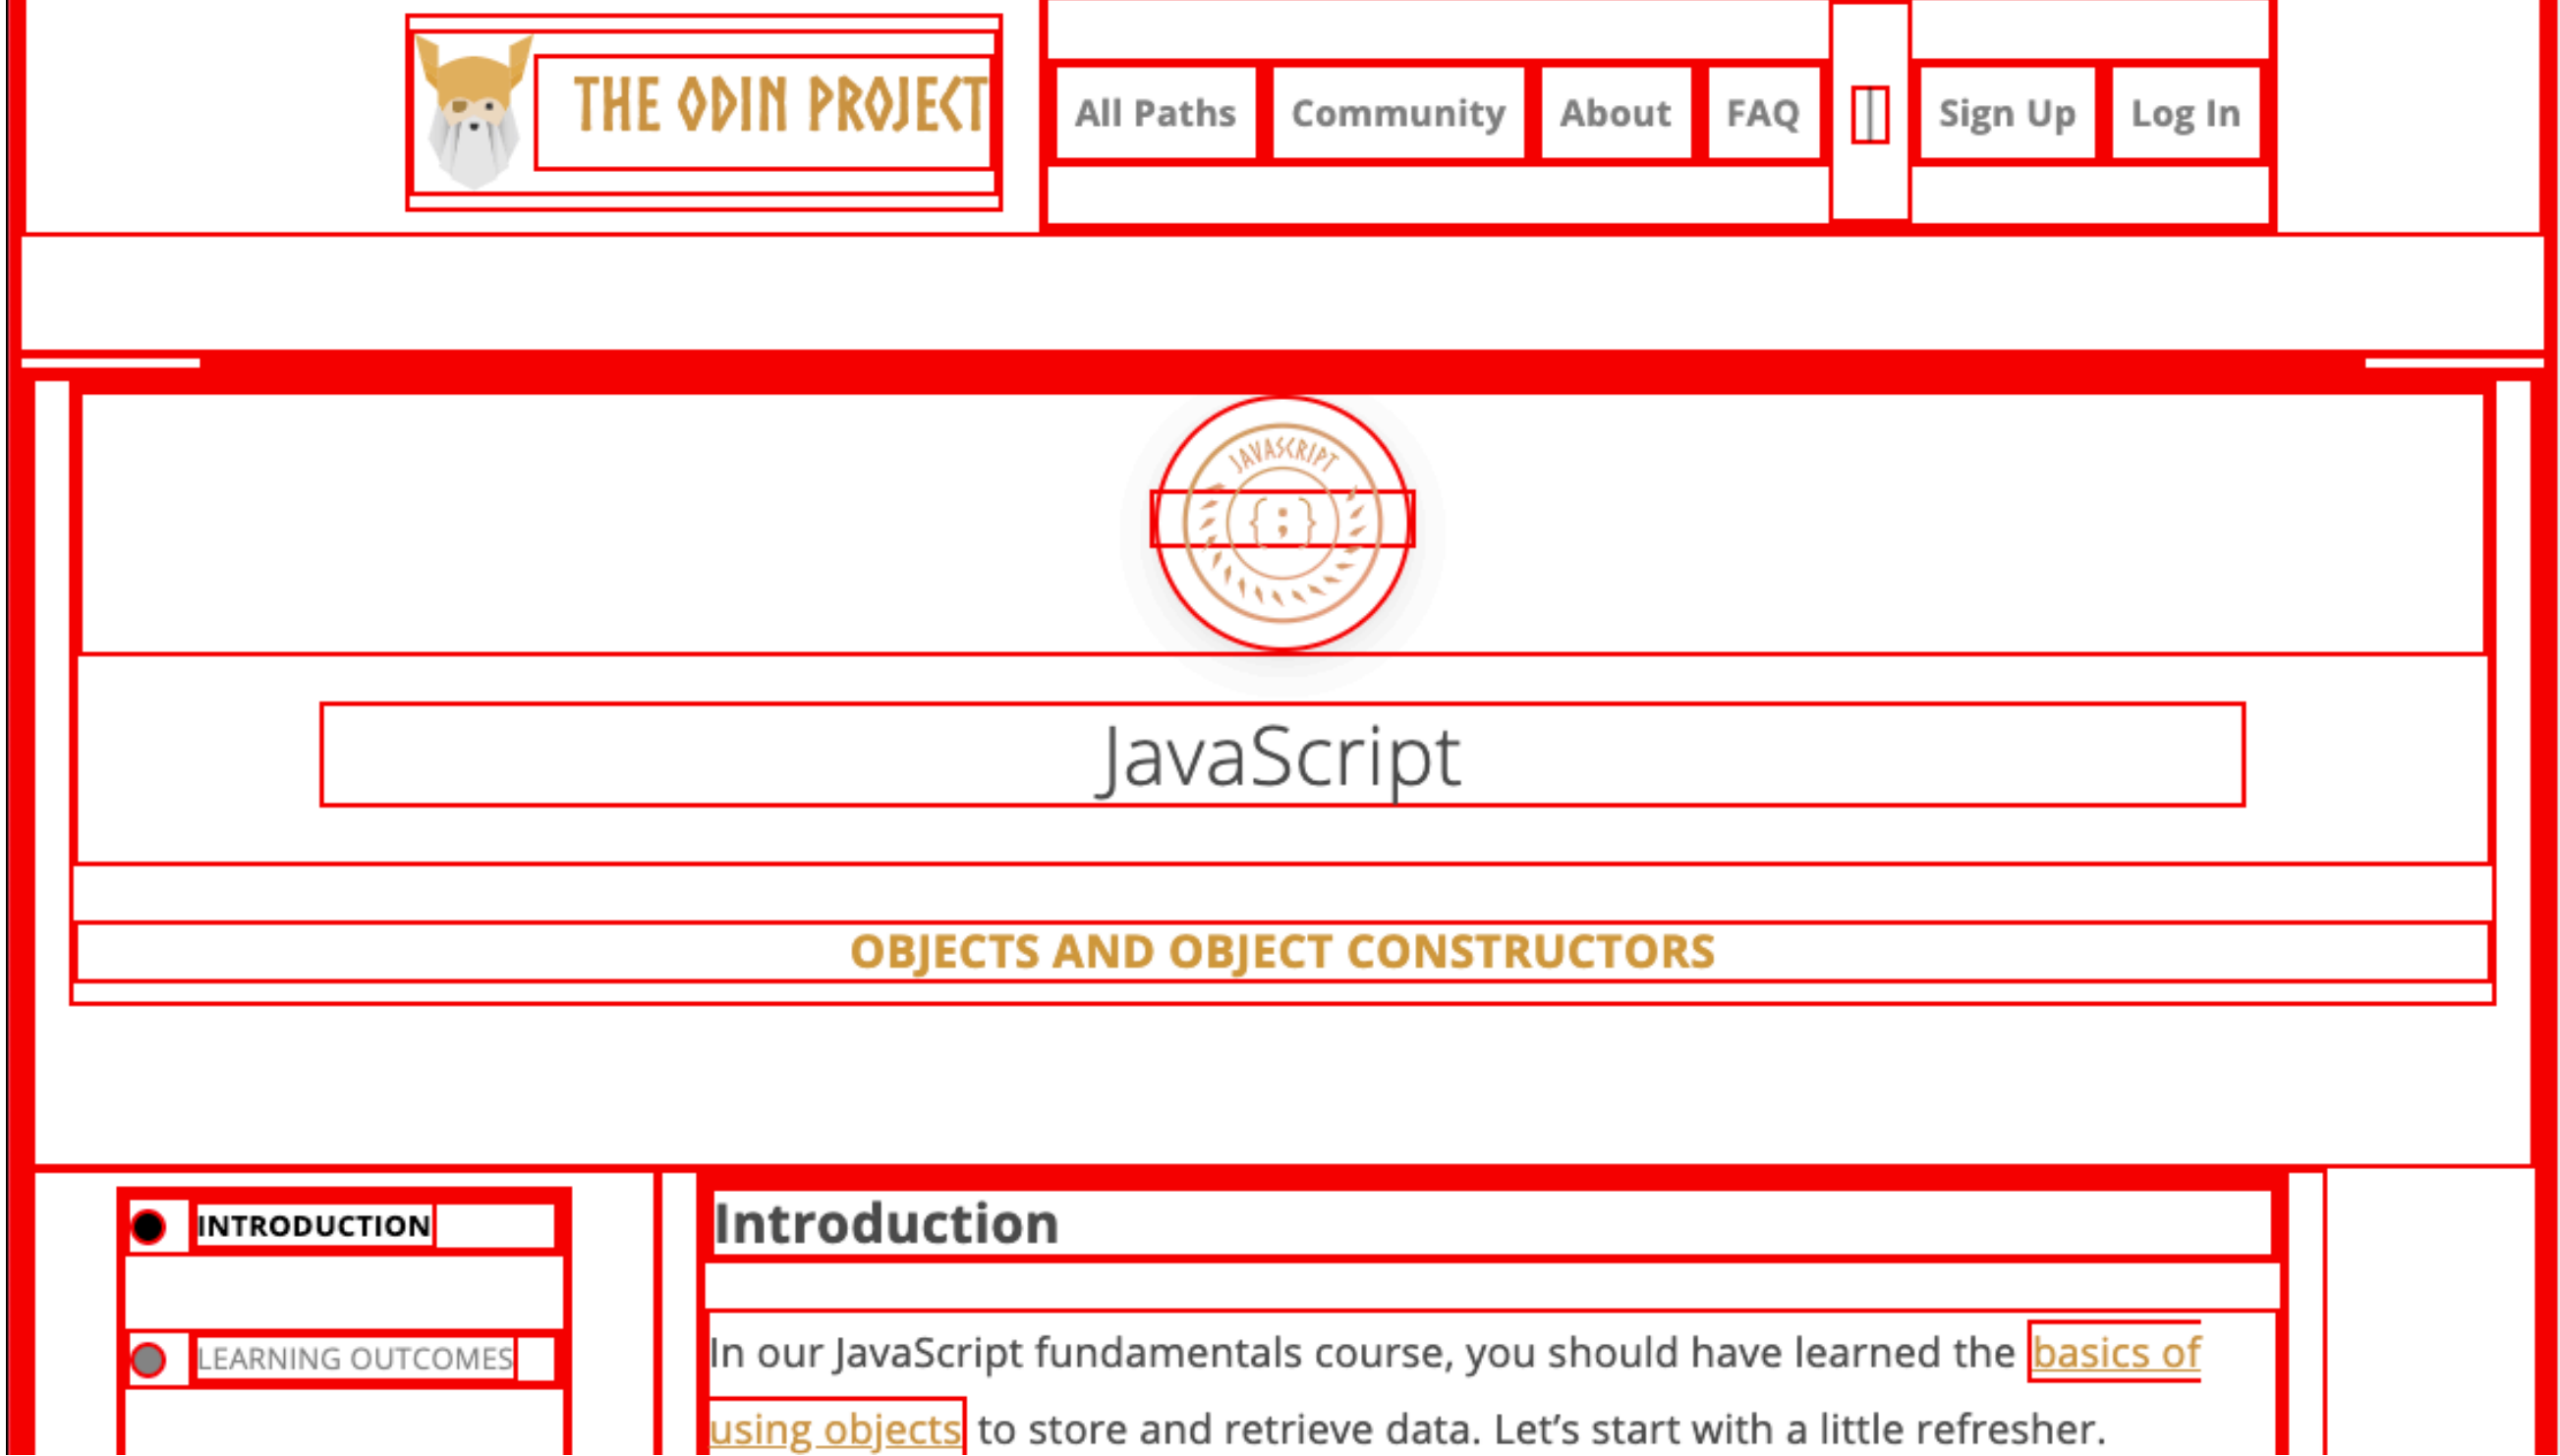 THE ODIN PROJECT
All Paths Community About FAQ | Sign Up Log In
JAVASCRIPT
{;}
JavaScript
OBJECTS AND OBJECT CONSTRUCTORS
INTRODUCTION
LEARNING OUTCOMES
Introduction
In our JavaScript fundamentals course, you should have learned the basics of
using objects to store and retrieve data. Let’s start with a little refresher.